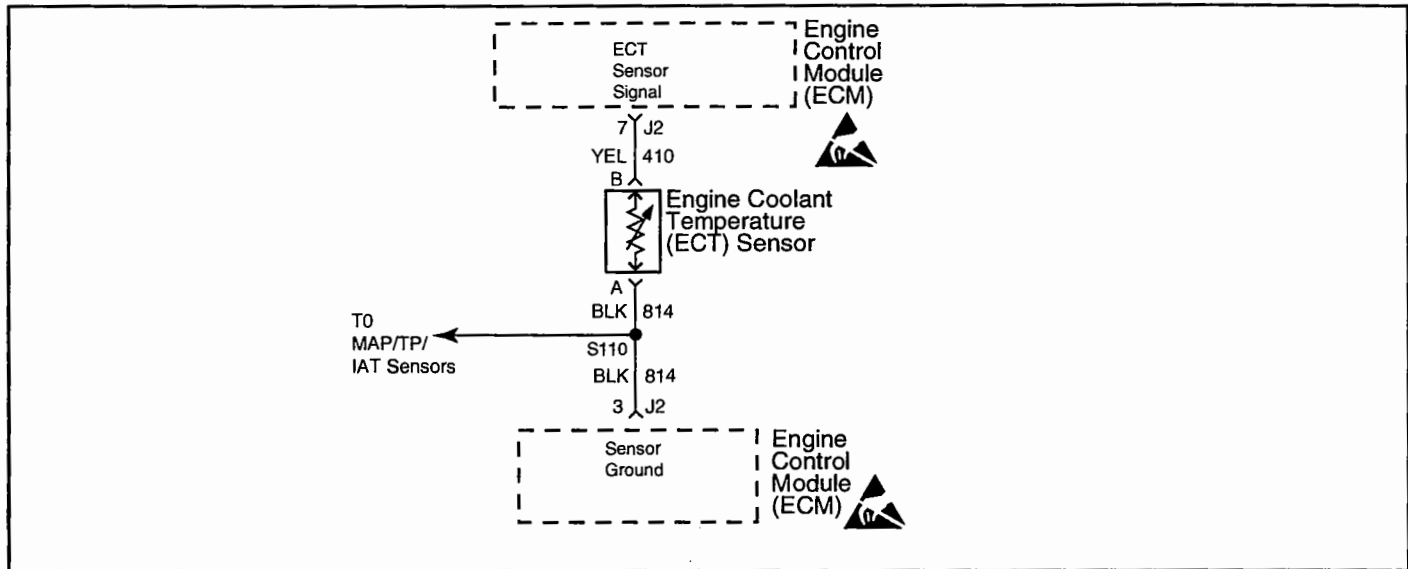 ECT
Sensor
Signal
Engine
Control
Module
(ECM)
7 J2
YEL 410
B
Engine Coolant
Temperature
(ECT) Sensor
A
BLK 814
T0
MAP/TP/
IAT Sensors
S110
BLK 814
3 J2
Sensor
Ground
Engine
Control
Module
(ECM)